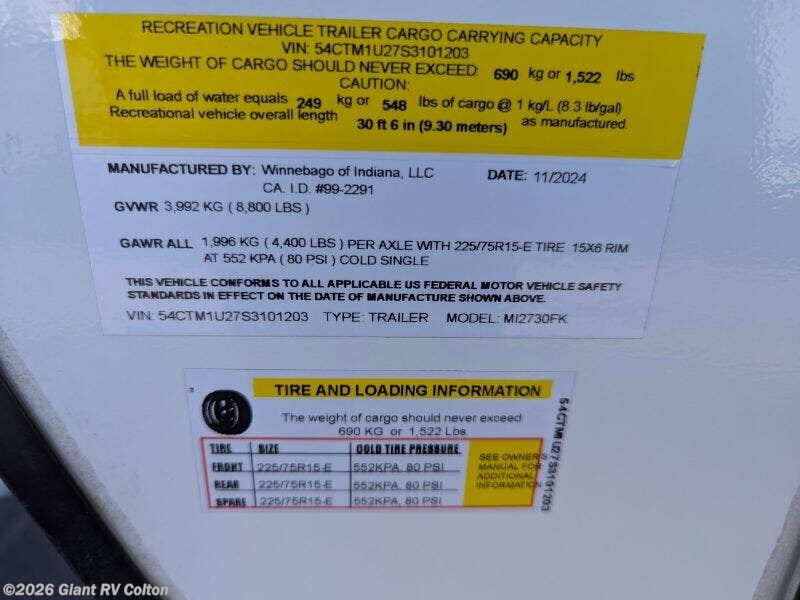 RECREATION VEHICLE TRAILER CARGO CARRYING CAPACITY
VIN: 54CTM1U27S3101203
THE WEIGHT OF CARGO SHOULD NEVER EXCEED: 690 kg or 1,522 lbs
CAUTION:
A full load of water equals 249 kg or 548 lbs of cargo @ 1 kg/L (8.3 lb/gal)
Recreational vehicle overall length 30 ft 6 in (9.30 meters) as manufactured.
MANUFACTURED BY: Winnebago of Indiana, LLC DATE: 11/2024
CA. I.D. #99-2291
GVWR 3,992 KG ( 8,800 LBS )
GAWR ALL 1,996 KG ( 4,400 LBS ) PER AXLE WITH 225/75R15-E TIRE 15X6 RIM
AT 552 KPA ( 80 PSI ) COLD SINGLE
THIS VEHICLE CONFORMS TO ALL APPLICABLE US FEDERAL MOTOR VEHICLE SAFETY
STANDARDS IN EFFECT ON THE DATE OF MANUFACTURE SHOWN ABOVE.
VIN: 54CTM1U27S3101203 TYPE: TRAILER MODEL: MI2730FK
TIRE AND LOADING INFORMATION
The weight of cargo should never exceed
690 KG or 1,522 Lbs.
TIRE SIZE COLD TIRE PRESSURE
FRONT 225/75R15-E 552KPA, 80 PSI
REAR 225/75R15-E 552KPA, 80 PSI
SPARE 225/75R15-E 552KPA, 80 PSI
SEE OWNER'S
MANUAL FOR
ADDITIONAL
INFORMATION
54CTM1U27S3101203
©2026 Giant RV Colton